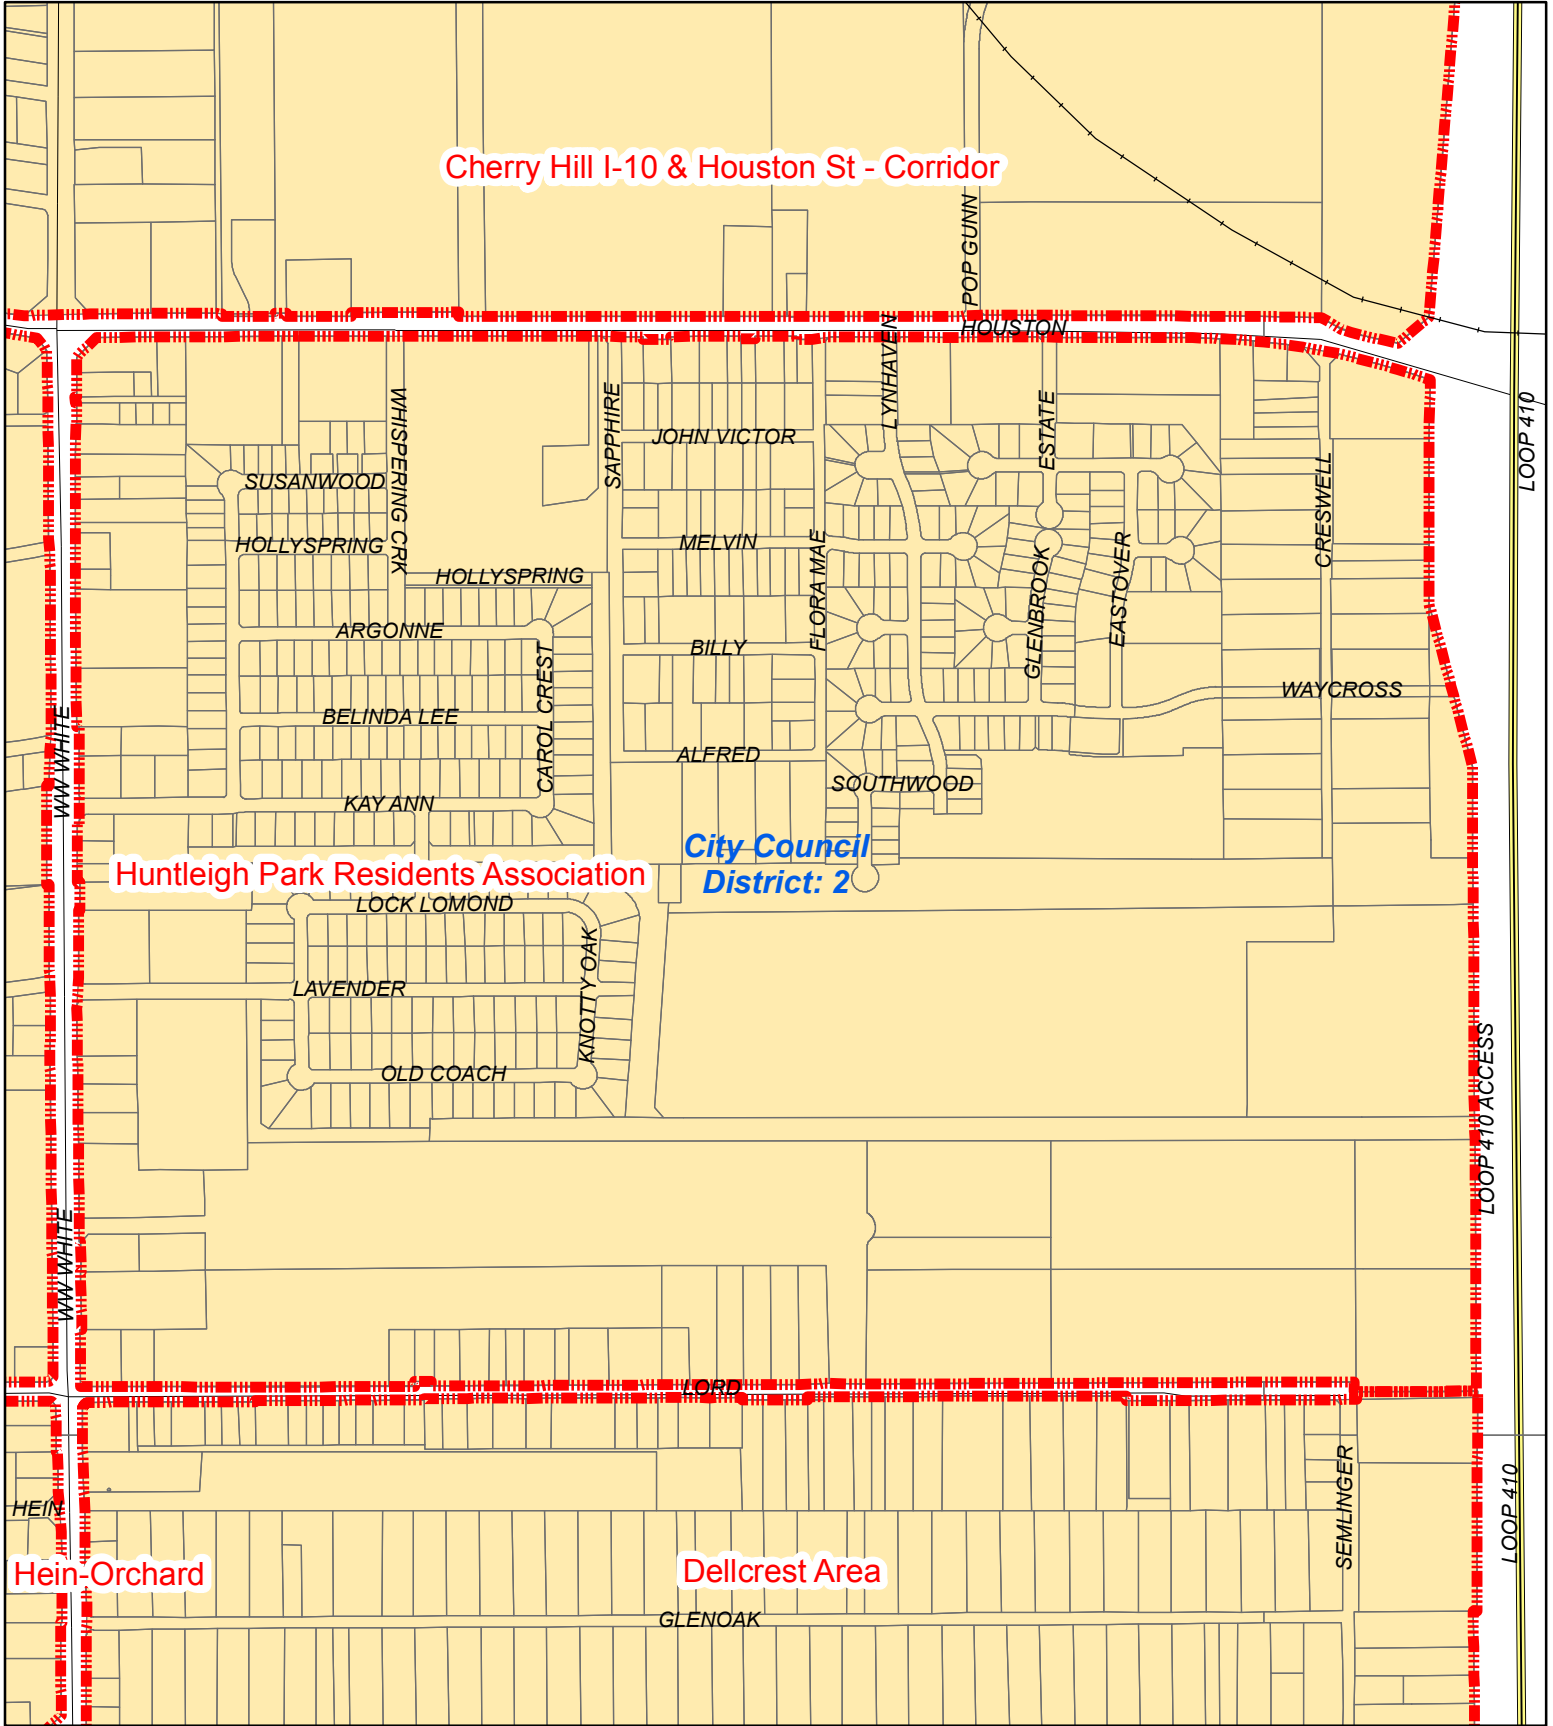 Cherry Hill I-10 & Houston St - Corridor
POP GUNN
HOUSTON
LYNHAVEN
WHISPERING CRK
SAPPHIRE
ESTATE
LOOP 410
JOHN VICTOR
CRESWELL
SUSANWOOD
HOLLYSPRING
MELVIN
FLORA MAE
GLENBROOK
EASTOVER
HOLLYSPRING
ARGONNE
BILLY
CAROL CREST
WAYCROSS
BELINDA LEE
WW WHITE
ALFRED
SOUTHWOOD
KAY ANN
City Council
District: 2
Huntleigh Park Residents Association
LOCK LOMOND
KNOTTY OAK
LAVENDER
OLD COACH
LOOP 410 ACCESS
WW WHITE
LORD
SEMLINGER
LOOP 410
HEIN
Hein-Orchard
Dellcrest Area
GLENOAK